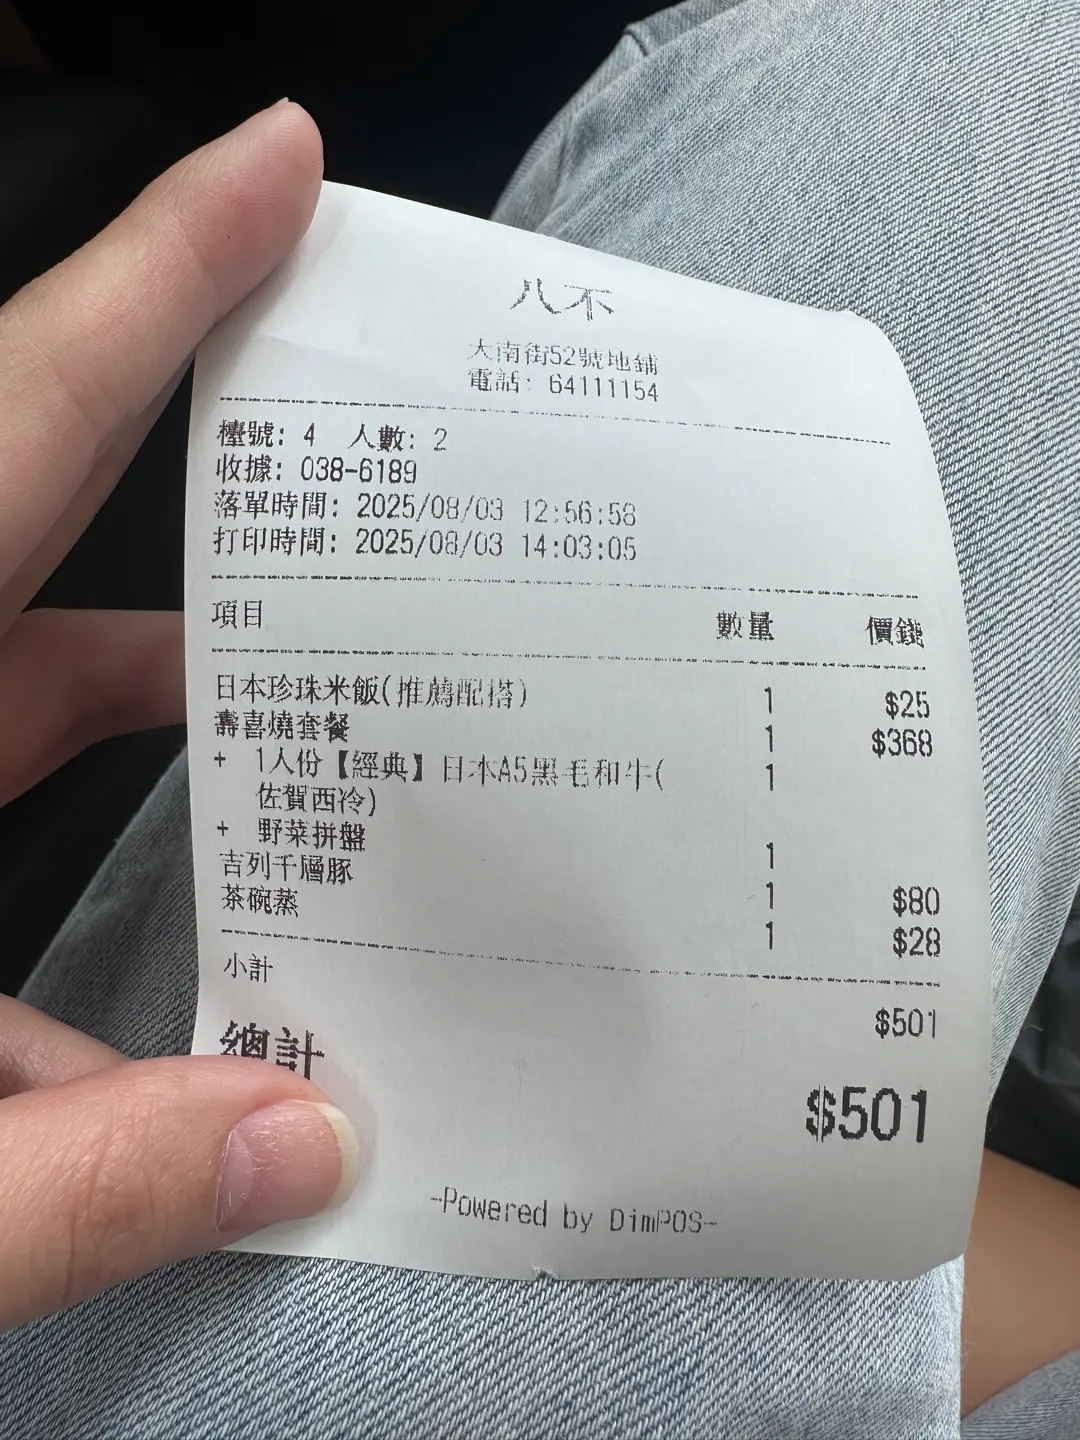 八不
大南街52號地鋪
電話: 64111154
檯號: 4 人數: 2
收據: 038-6189
落單時間: 2025/08/03 12:56:58
打印時間: 2025/08/03 14:03:05
項目 數量 價錢
日本珍珠米飯(推薦配搭) 1 $25
壽喜燒套餐 1 $368
+ 1人份【經典】日本A5黑毛和牛( 1
佐賀西冷)
+ 野菜拼盤 1
吉列千層豚 1 $80
茶碗蒸 1 $28
小計 $501
總計 $501
-Powered by DimPOS-